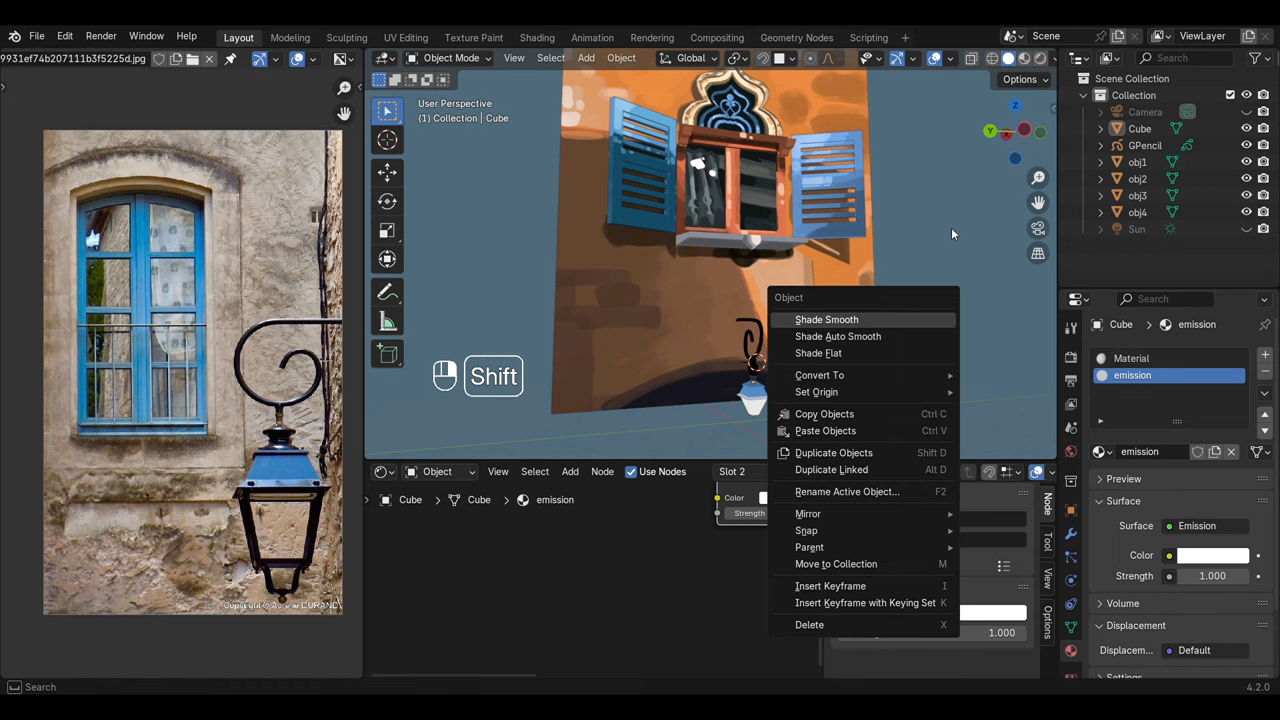 File Edit Render Window Help
Layout Modeling Sculpting UV Editing Texture Paint Shading Animation Rendering Compositing Geometry Nodes Scripting
Scene
ViewLayer
9931ef74b207111b3f5225d.jpg
Object Mode
View Select Add Object
Global
Search
Options
User Perspective
(1) Collection | Cube
Z
Y
Scene Collection
Collection
Camera
Cube
GPencil
obj1
obj2
obj3
obj4
Sun
Shift
Object
Shade Smooth
Shade Auto Smooth
Shade Flat
Convert To
Set Origin
Copy Objects Ctrl C
Paste Objects Ctrl V
Duplicate Objects Shift D
Duplicate Linked Alt D
Rename Active Object... F2
Mirror
Snap
Parent
Move to Collection M
Insert Keyframe I
Insert Keyframe with Keying Set K
Delete X
Object
View Select Add Node
Use Nodes
Slot 2
Cube
Cube
emission
Color
Strength
1.000
Node
Tool
View
Options
Search
Cube
emission
Material
emission
emission
Preview
Surface
Surface Emission
Color
Strength 1.000
Volume
Displacement
Displacem... Default
Settings
Search
4.2.0